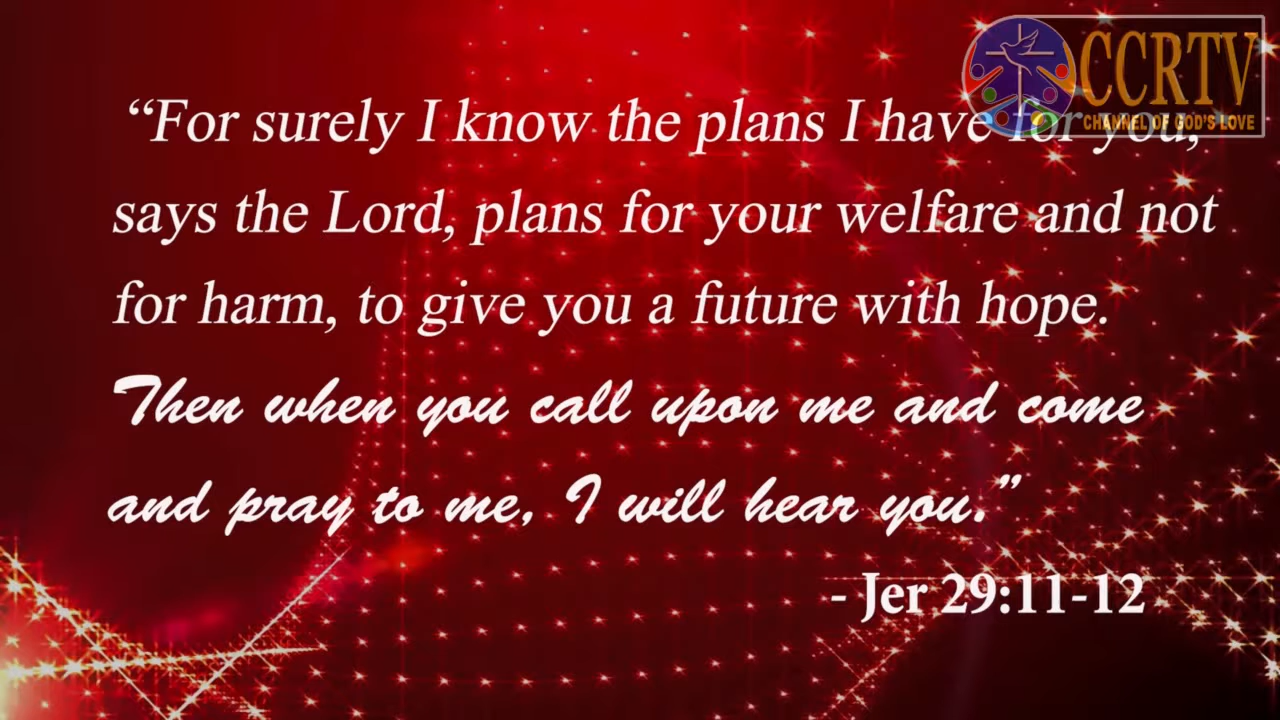 “For surely I know the plans I have for you,
says the Lord, plans for your welfare and not
for harm, to give you a future with hope.
Then when you call upon me and come
and pray to me, I will hear you.”
- Jer 29:11-12
CCRTV
CHANNEL OF GOD'S LOVE